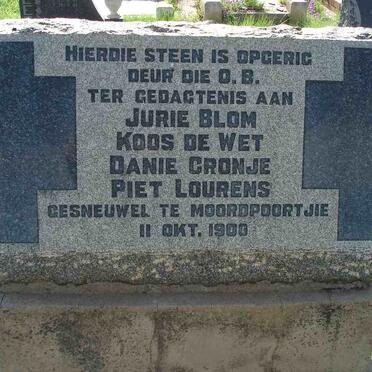 HIERDIE STEEN IS OPGERIG
DEUR DIE O.B.
TER GEDAGTENIS AAN
JURIE BLOM
KOOS DE WET
DANIE CRONJE
PIET LOURENS
GESNEUWEL TE MOORDPOORTJIE
11 OKT. 1900